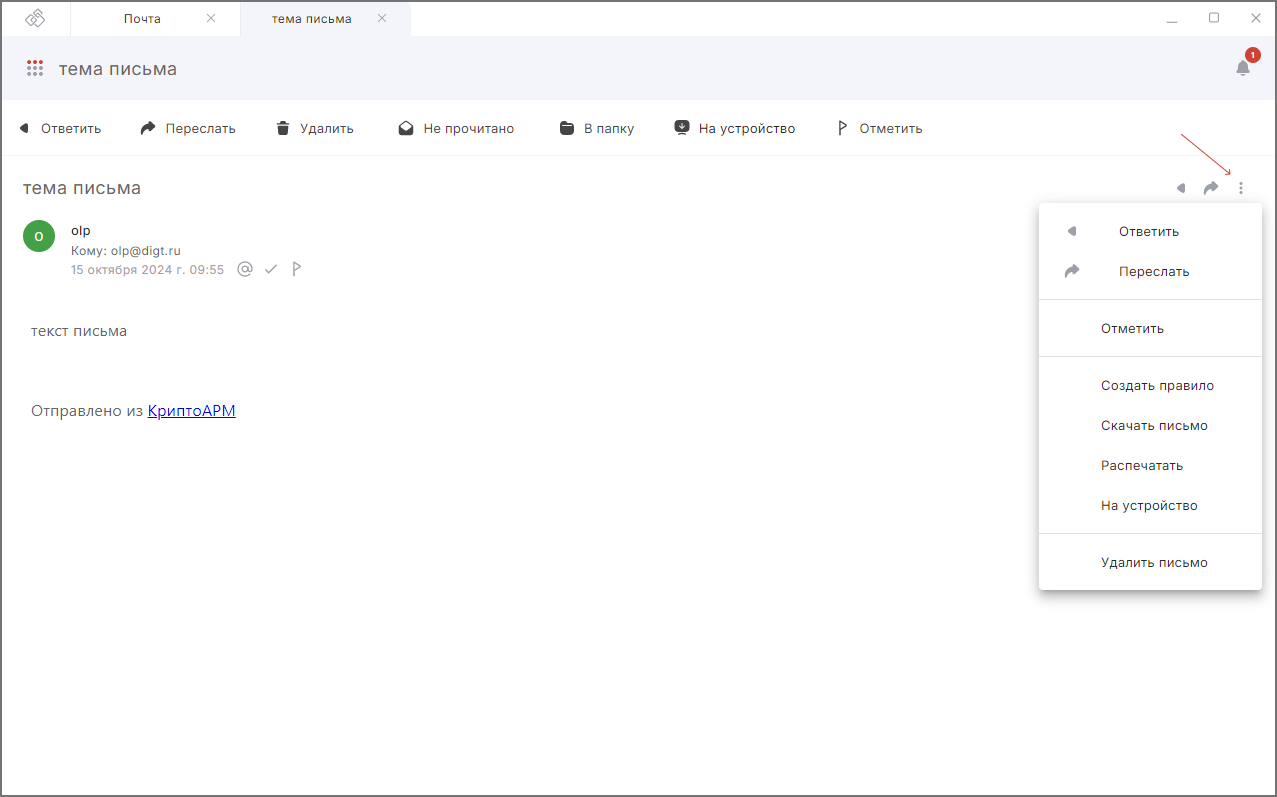 Почта
тема письма
тема письма
1
Ответить
Переслать
Удалить
Не прочитано
В папку
На устройство
Отметить
тема письма
O
olp
Кому: olp@digt.ru
15 октября 2024 г. 09:55
текст письма
Отправлено из КриптоАРМ
Ответить
Переслать
Отметить
Создать правило
Скачать письмо
Распечатать
На устройство
Удалить письмо